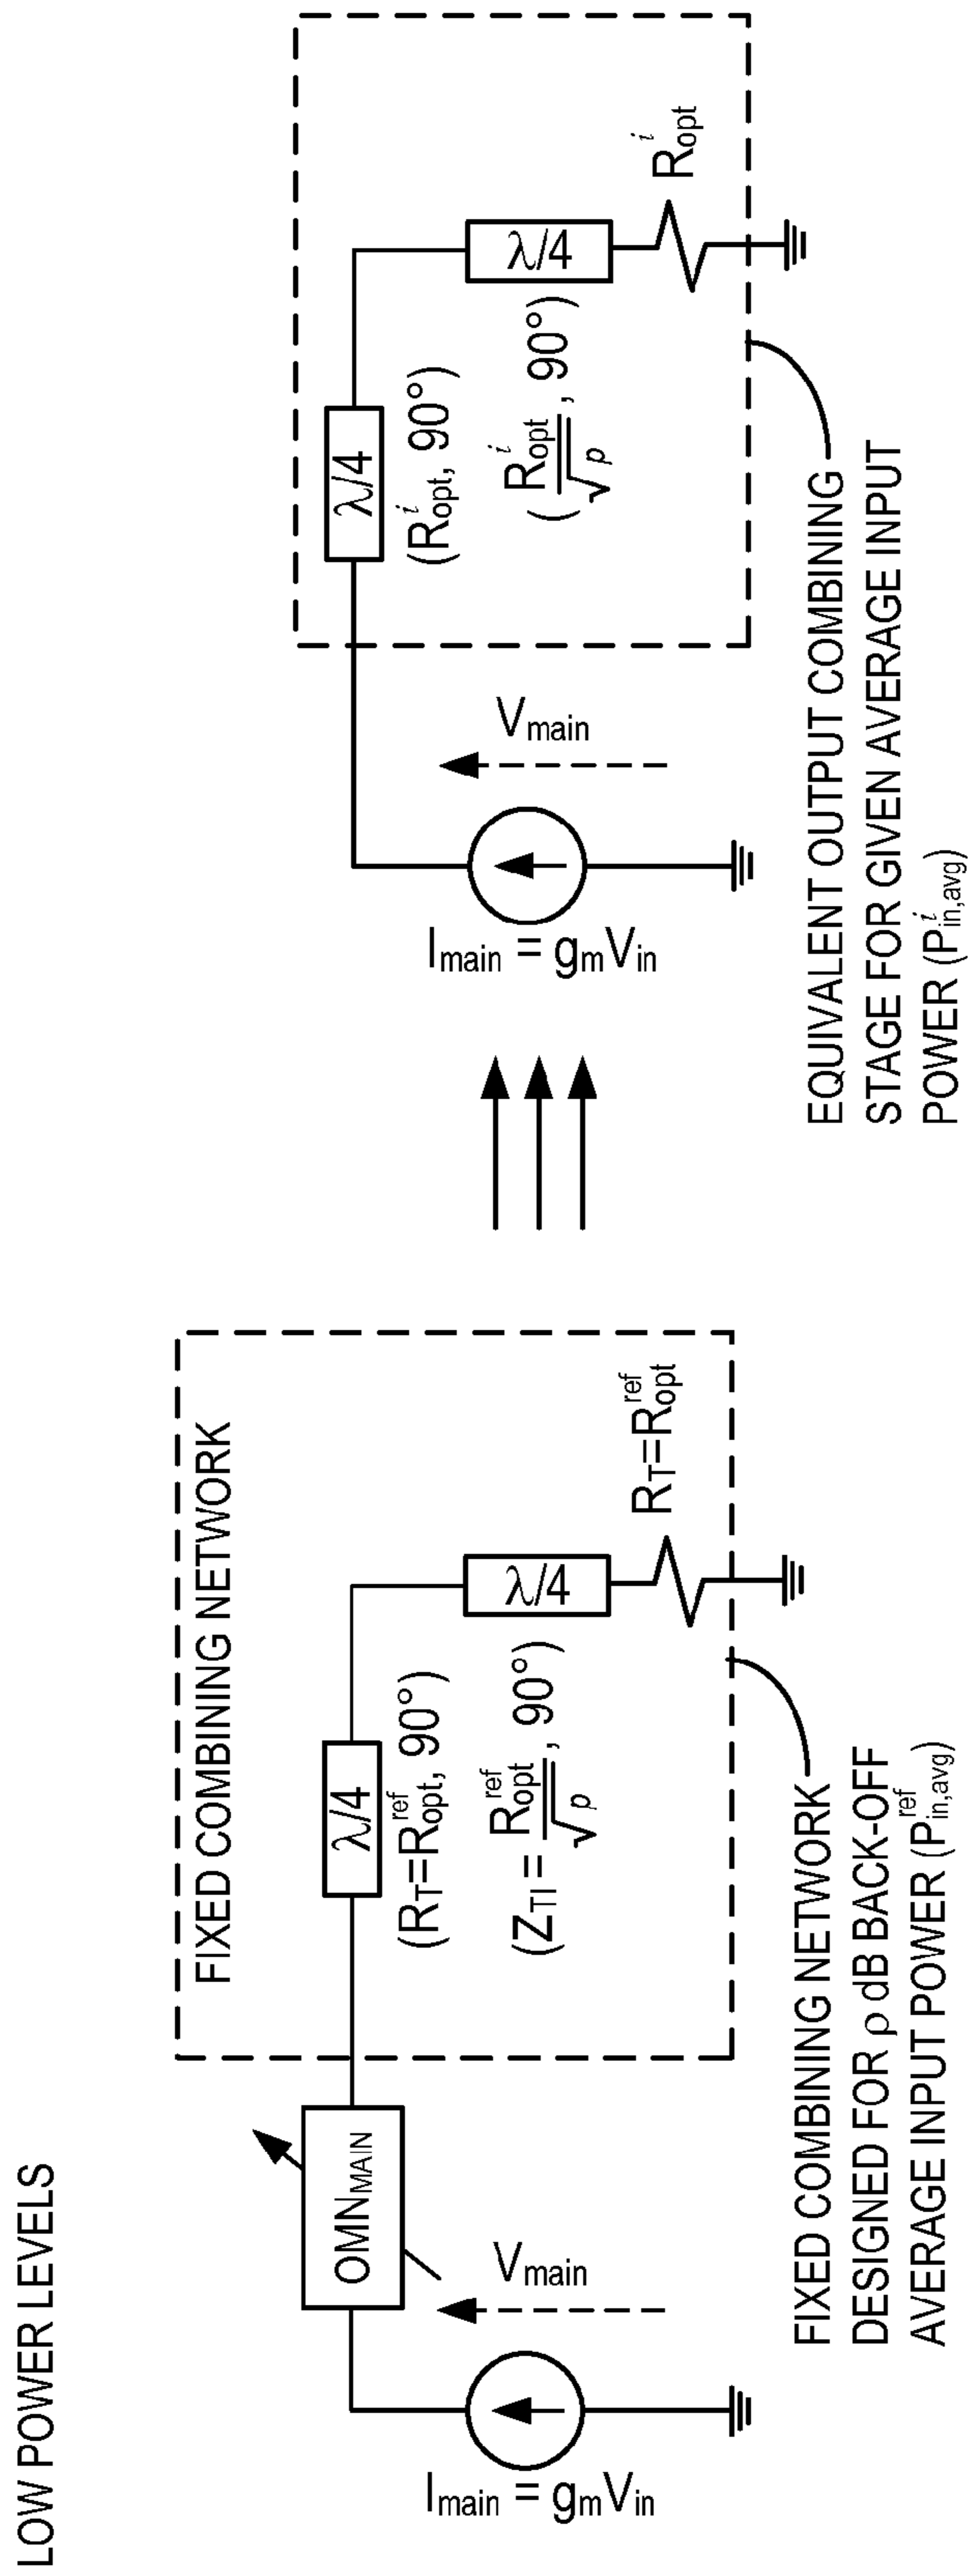 LOW POWER LEVELS
FIXED COMBINING NETWORK
OMN_MAIN
λ/4
(R_T=R_opt^ref, 90°)
λ/4
(Z_TI = R_opt^ref/√p, 90°)
R_T=R_opt^ref
V_main
I_main = g_mV_in
FIXED COMBINING NETWORK
DESIGNED FOR ρ dB BACK-OFF
AVERAGE INPUT POWER (P_in,avg^ref)
λ/4
(R_opt^i, 90°)
λ/4
(R_opt^i/√p, 90°)
R_opt^i
V_main
I_main = g_mV_in
EQUIVALENT OUTPUT COMBINING
STAGE FOR GIVEN AVERAGE INPUT
POWER (P_in,avg^i)